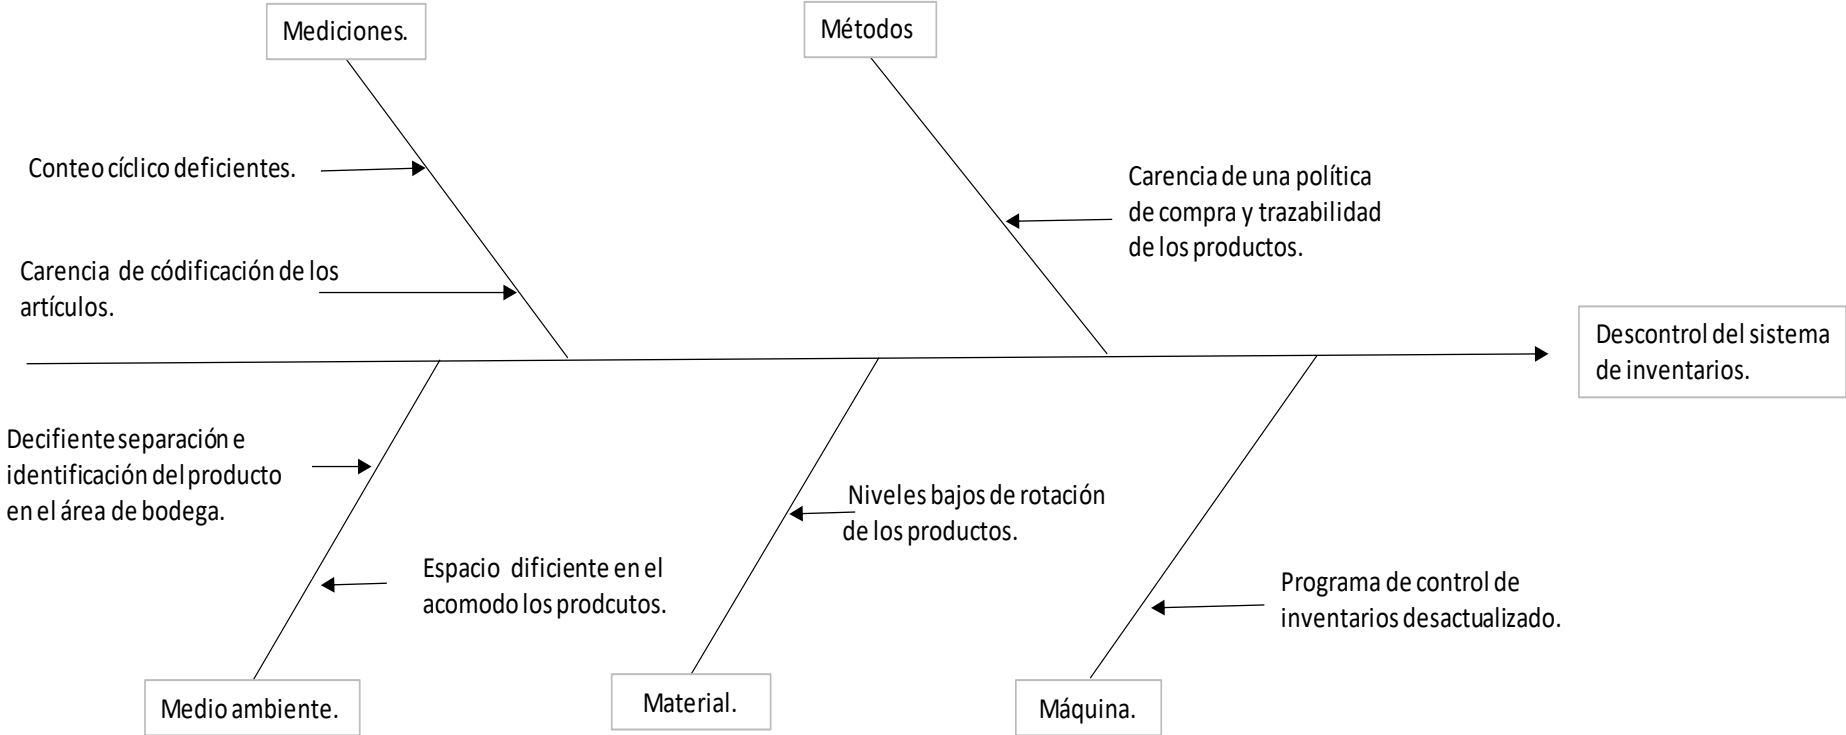 Mediciones.
Métodos
Conteo cíclico deficientes.
Carencia de una política
de compra y trazabilidad
de los productos.
Carencia de códificación de los
artículos.
Descontrol del sistema
de inventarios.
Decifiente separación e
identificación del producto
en el área de bodega.
Niveles bajos de rotación
de los productos.
Espacio dificiente en el
acomodo los prodcutos.
Programa de control de
inventarios desactualizado.
Medio ambiente.
Material.
Máquina.